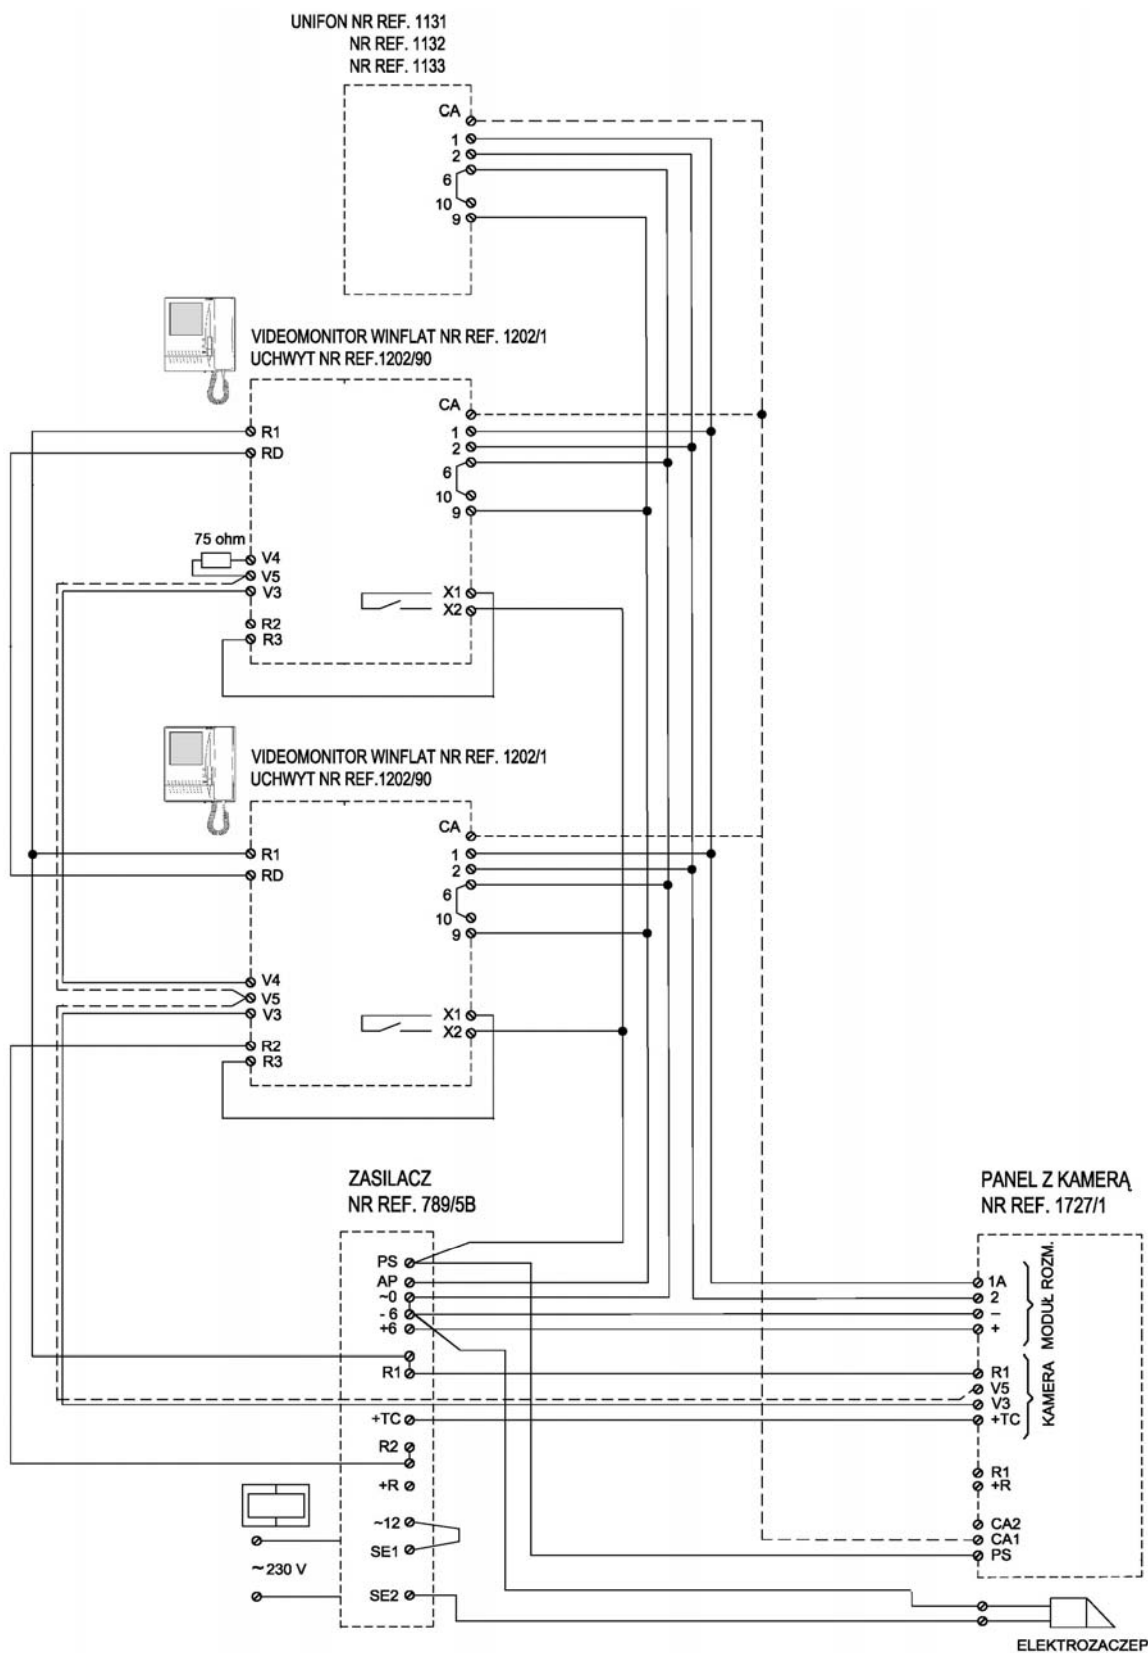 UNIFON NR REF. 1131
NR REF. 1132
NR REF. 1133
CA
1
2
6
10
9
VIDEOMONITOR WINFLAT NR REF. 1202/1
UCHWYT NR REF.1202/90
CA
R1
1
RD
2
6
10
9
75 ohm
V4
V5
V3
X1
X2
R2
R3
VIDEOMONITOR WINFLAT NR REF. 1202/1
UCHWYT NR REF.1202/90
CA
R1
1
RD
2
6
10
9
V4
V5
V3
X1
X2
R2
R3
ZASILACZ
NR REF. 789/5B
PANEL Z KAMERĄ
NR REF. 1727/1
PS
AP
~0
- 6
+6
R1
+TC
R2
+R
~12
SE1
SE2
~230 V
1A
2
–
+
MODUŁ ROZM.
R1
V5
V3
+TC
KAMERA
R1
+R
CA2
CA1
PS
ELEKTROZACZEP